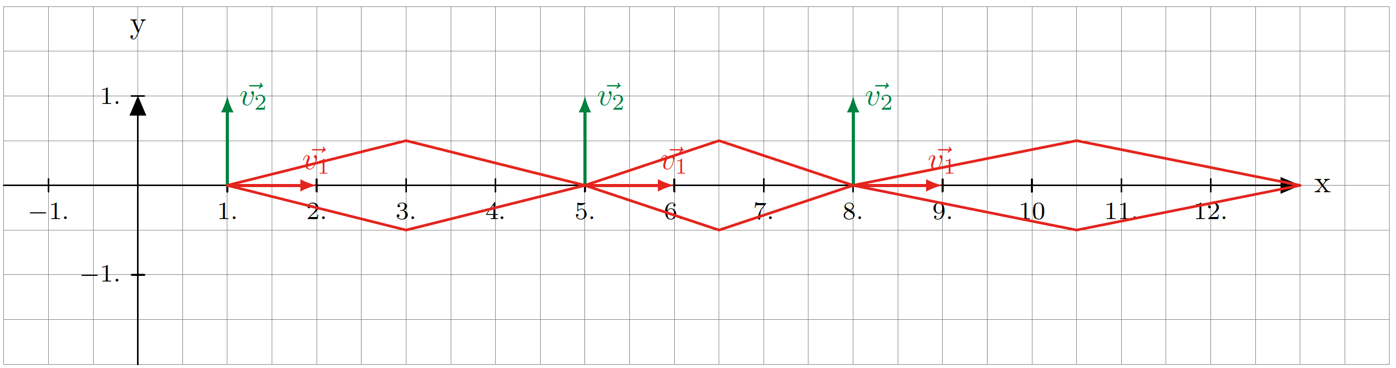 y
1.
v⃗2 v⃗2 v⃗2
v⃗1 v⃗1 v⃗1
x
−1. 1. 2. 3. 4. 5. 6. 7. 8. 9. 10 11. 12.
−1.